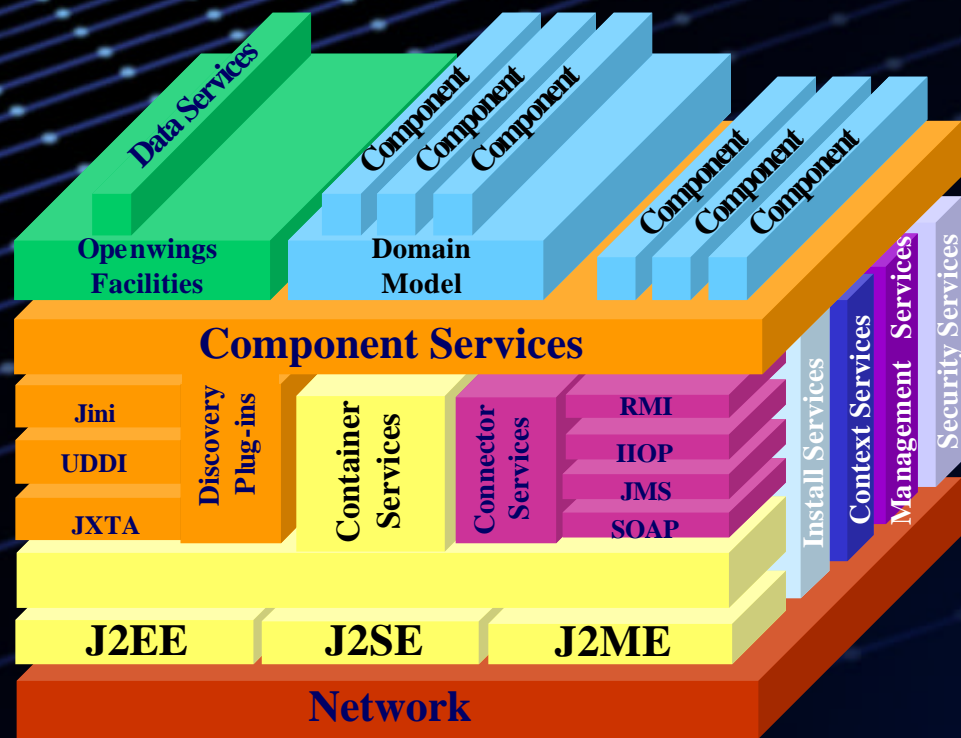 Data Services
Component
Component
Component
Component
Component
Component
Openwings
Facilities
Domain
Model
Component Services
Jini
UDDI
JXTA
Discovery
Plug-ins
Container
Services
Connector
Services
RMI
IIOP
JMS
SOAP
Install Services
Context Services
Management Services
Security Services
J2EE
J2SE
J2ME
Network